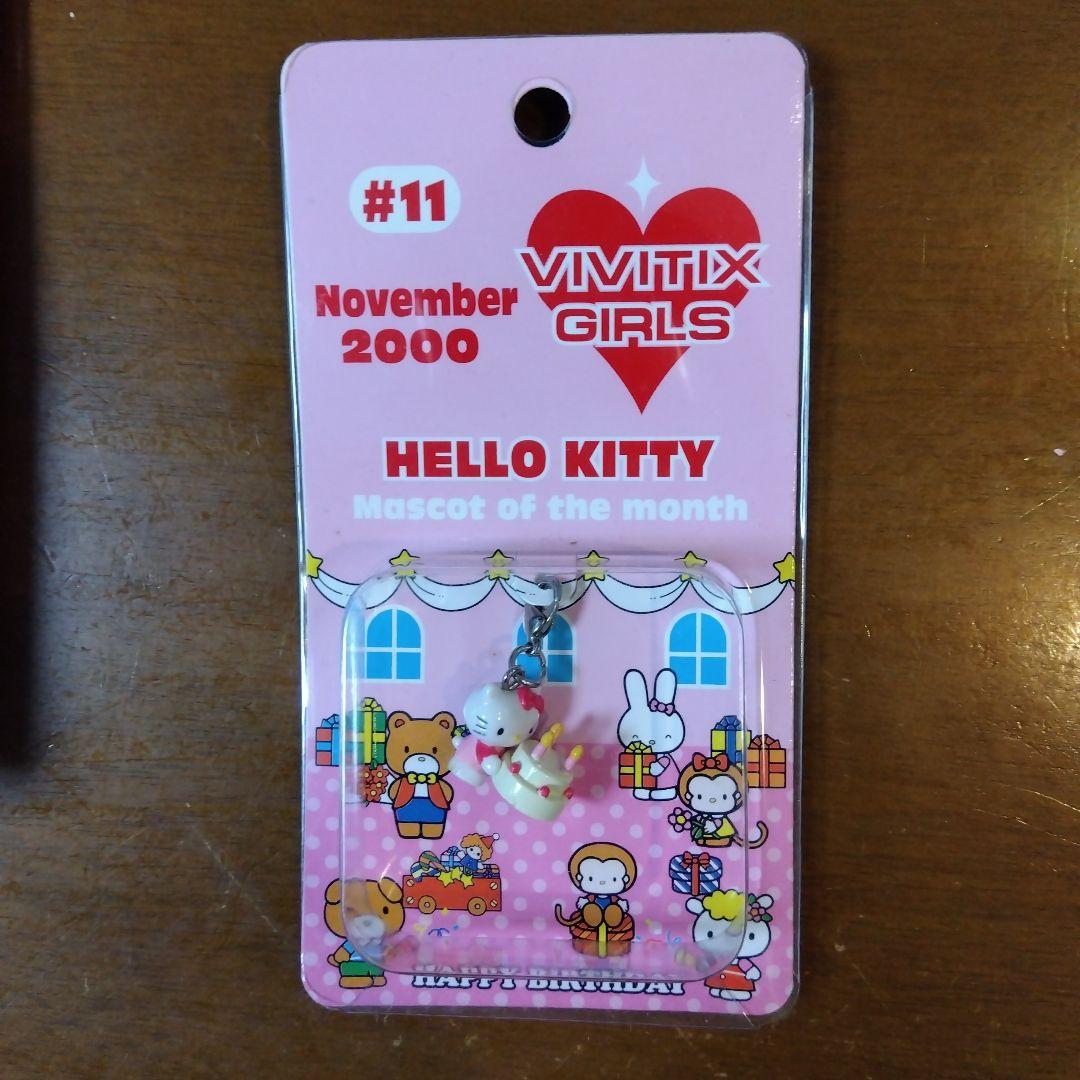 #11
VIVITIX
GIRLS
November
2000
HELLO KITTY
Mascot of the month
HAPPY BIRTHDAY